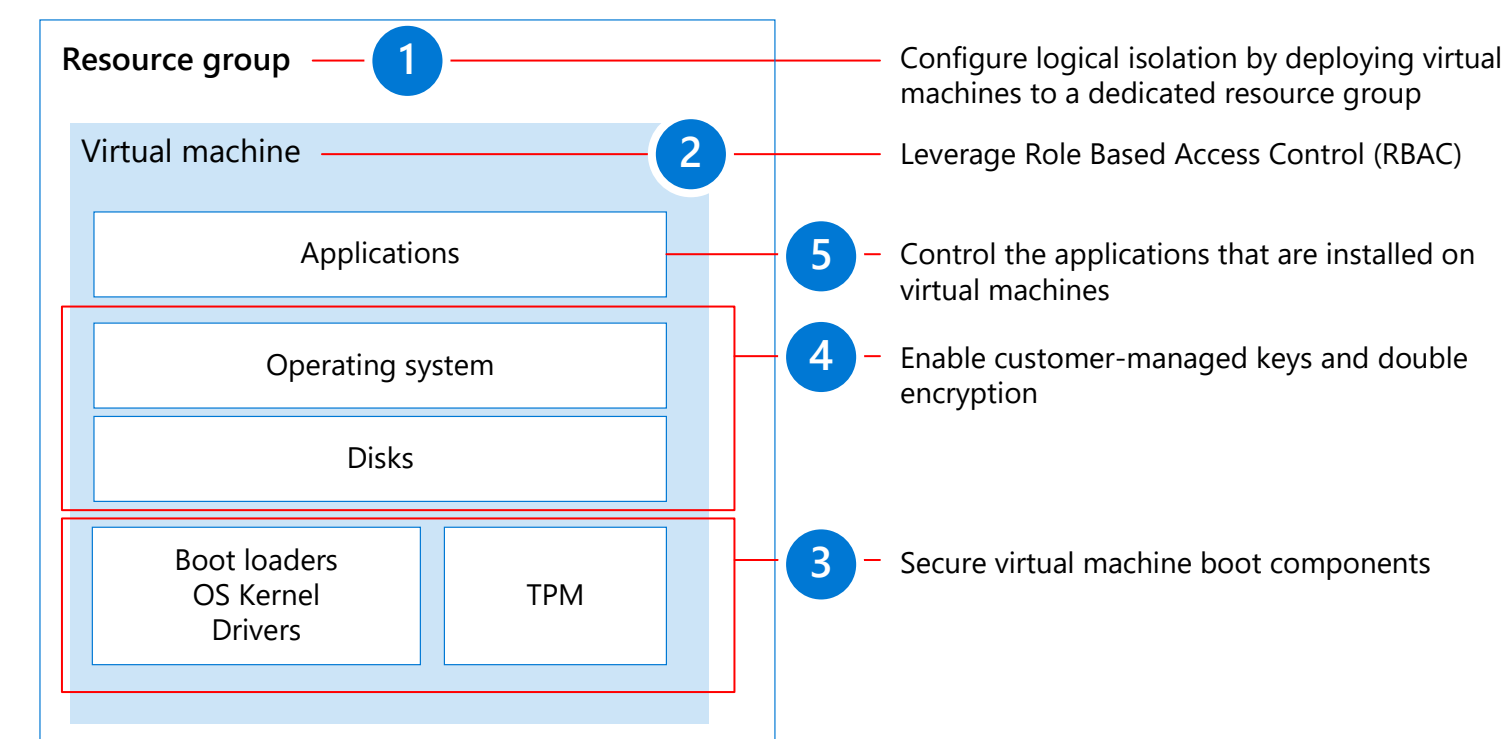 Resource group
1
Configure logical isolation by deploying virtual
machines to a dedicated resource group
Virtual machine
2
Leverage Role Based Access Control (RBAC)
Applications
5
Control the applications that are installed on
virtual machines
Operating system
Disks
4
Enable customer-managed keys and double
encryption
Boot loaders
OS Kernel
Drivers
TPM
3
Secure virtual machine boot components